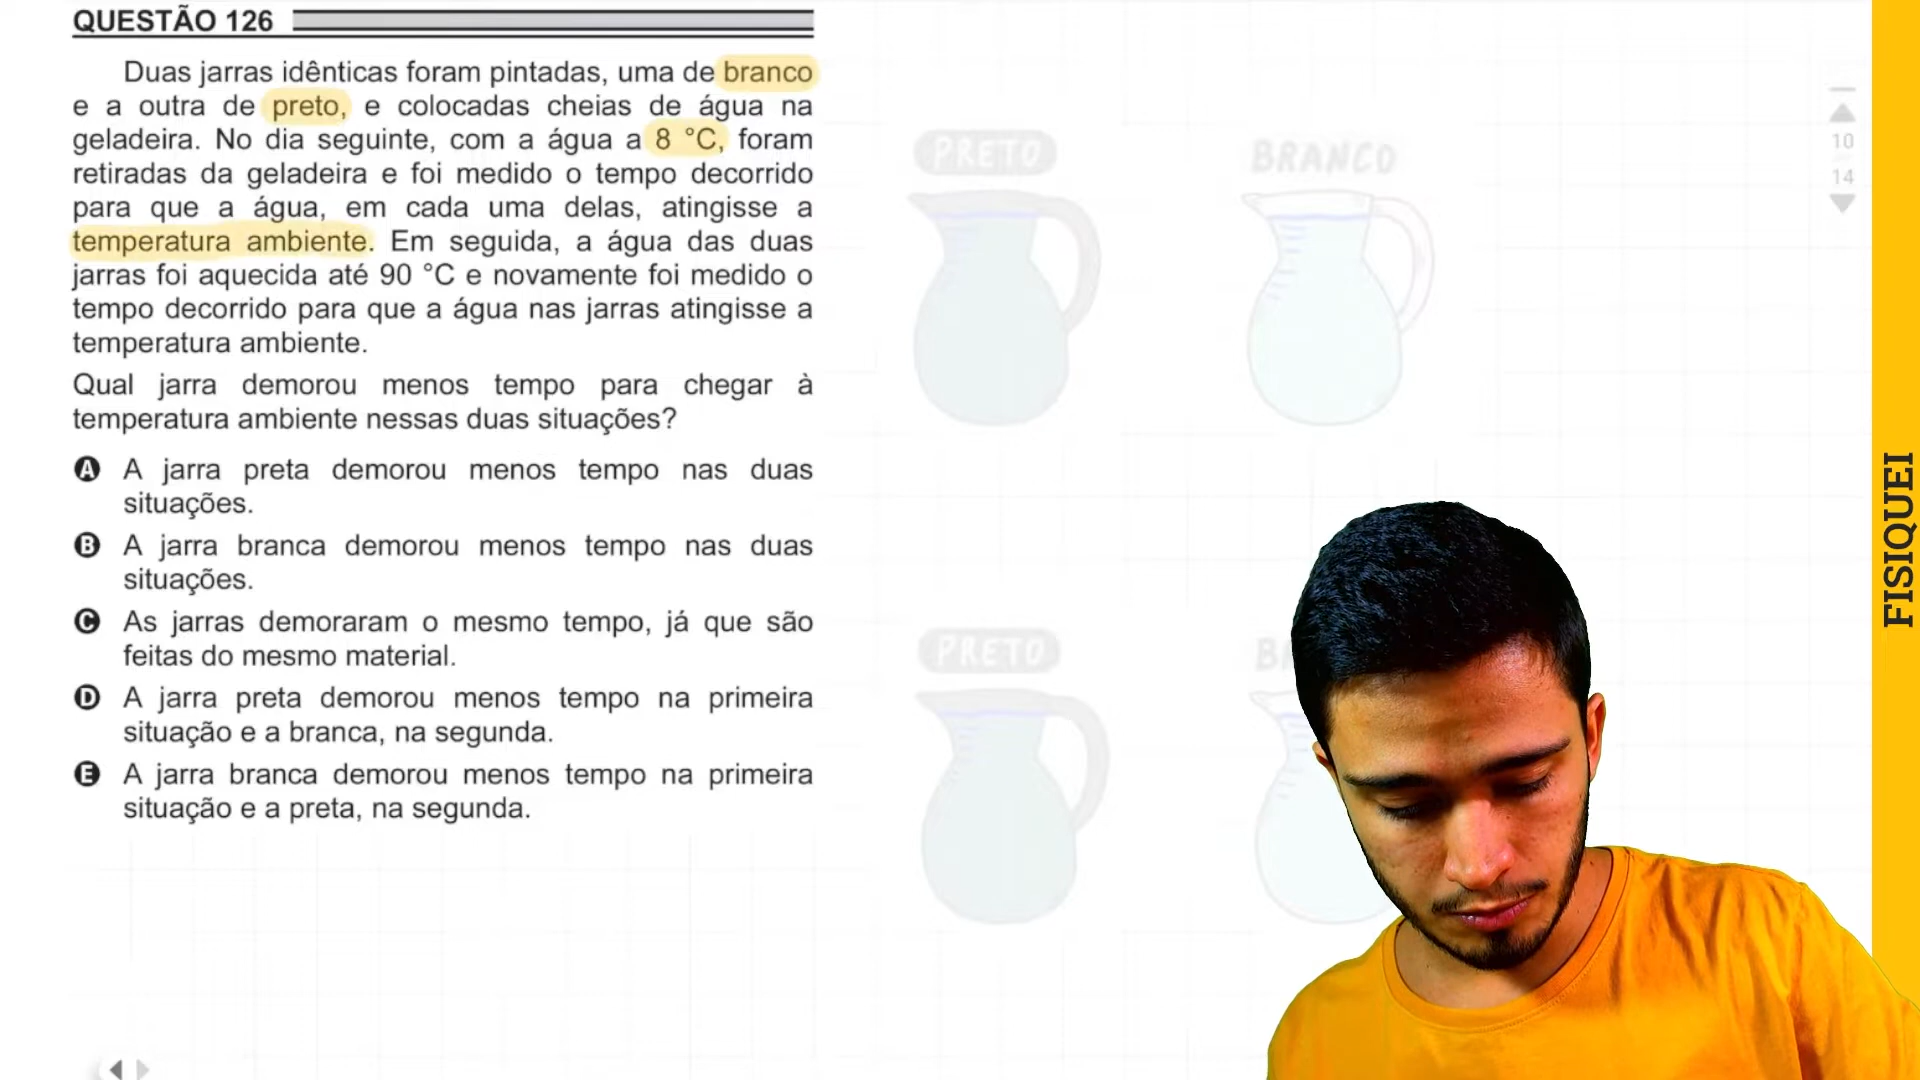 QUESTÃO 126
Duas jarras idênticas foram pintadas, uma de branco
e a outra de preto, e colocadas cheias de água na
geladeira. No dia seguinte, com a água a 8 °C, foram
retiradas da geladeira e foi medido o tempo decorrido
para que a água, em cada uma delas, atingisse a
temperatura ambiente. Em seguida, a água das duas
jarras foi aquecida até 90 °C e novamente foi medido o
tempo decorrido para que a água nas jarras atingisse a
temperatura ambiente.
Qual jarra demorou menos tempo para chegar à
temperatura ambiente nessas duas situações?
A A jarra preta demorou menos tempo nas duas
situações.
B A jarra branca demorou menos tempo nas duas
situações.
C As jarras demoraram o mesmo tempo, já que são
feitas do mesmo material.
D A jarra preta demorou menos tempo na primeira
situação e a branca, na segunda.
E A jarra branca demorou menos tempo na primeira
situação e a preta, na segunda.
PRETO
BRANCO
PRETO
10
14
FISIQUEI